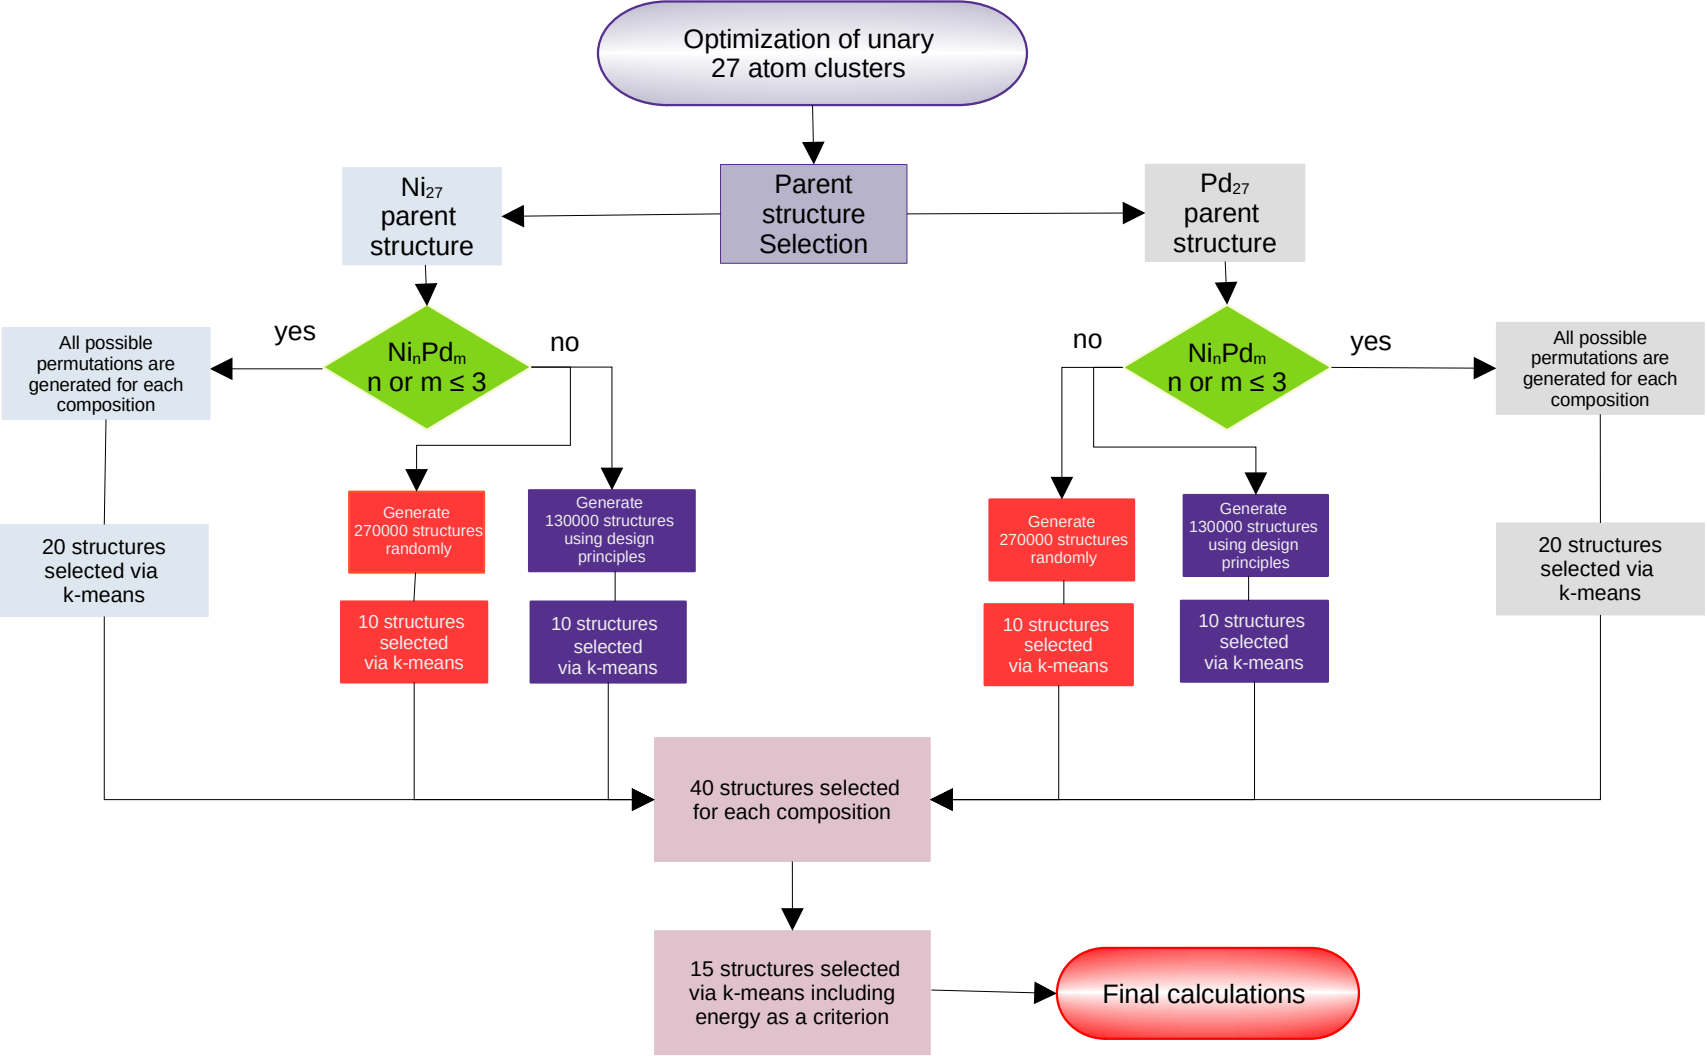 Optimization of unary
27 atom clusters
Ni₂₇
parent
structure
Parent
structure
Selection
Pd₂₇
parent
structure
yes
NiₙPdₘ
n or m ≤ 3
no
no
NiₙPdₘ
n or m ≤ 3
yes
All possible
permutations are
generated for each
composition
All possible
permutations are
generated for each
composition
Generate
270000 structures
randomly
Generate
130000 structures
using design
principles
Generate
270000 structures
randomly
Generate
130000 structures
using design
principles
20 structures
selected via
k-means
10 structures
selected
via k-means
10 structures
selected
via k-means
10 structures
selected
via k-means
10 structures
selected
via k-means
20 structures
selected via
k-means
40 structures selected
for each composition
15 structures selected
via k-means including
energy as a criterion
Final calculations